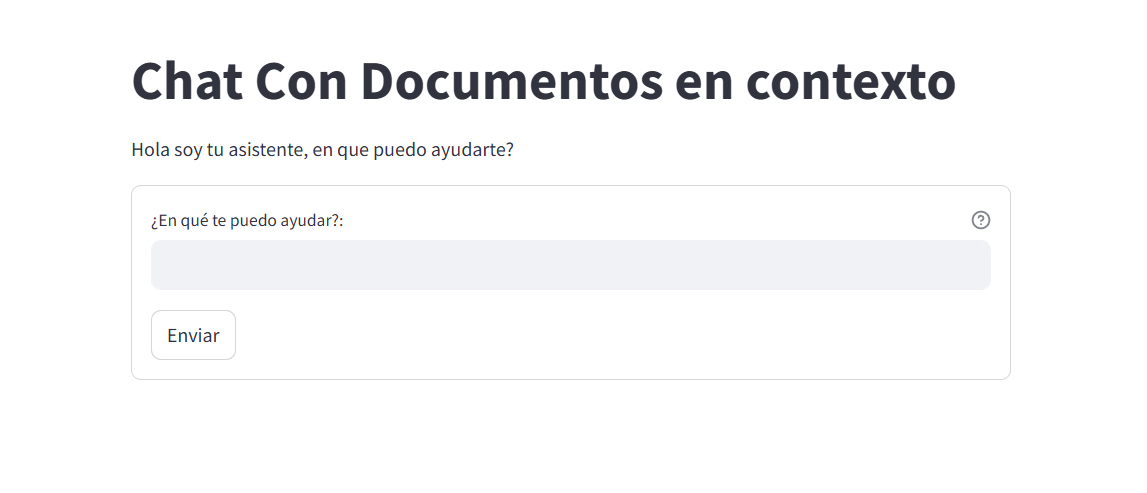 Chat Con Documentos en contexto
Hola soy tu asistente, en que puedo ayudarte?
¿En qué te puedo ayudar?:
Enviar